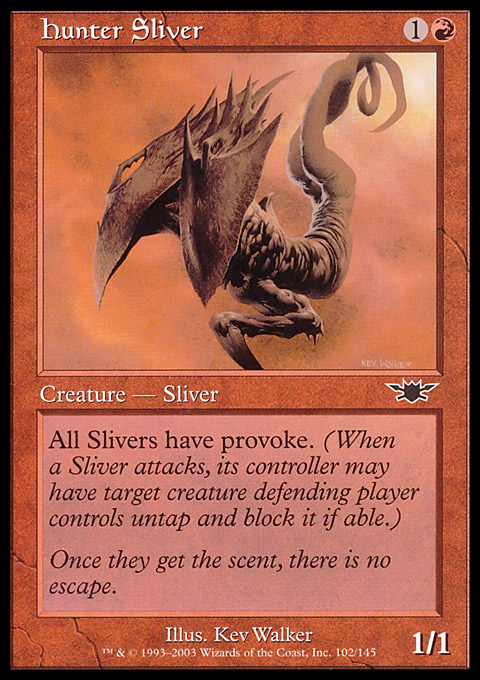 Hunter Sliver 1
KEV WALKER
Creature — Sliver
All Slivers have provoke. (When
a Sliver attacks, its controller may
have target creature defending player
controls untap and block it if able.)
Once they get the scent, there is no
escape.
Illus. Kev Walker
™ & © 1993–2003 Wizards of the Coast, Inc. 102/145
1/1